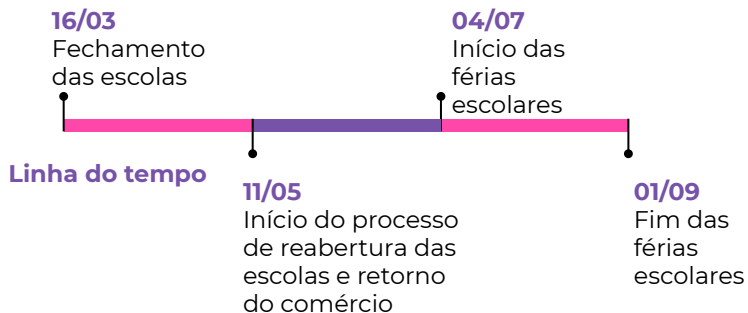 16/03
Fechamento
das escolas
04/07
Início das
férias
escolares
Linha do tempo
11/05
Início do processo
de reabertura das
escolas e retorno
do comércio
01/09
Fim das
férias
escolares